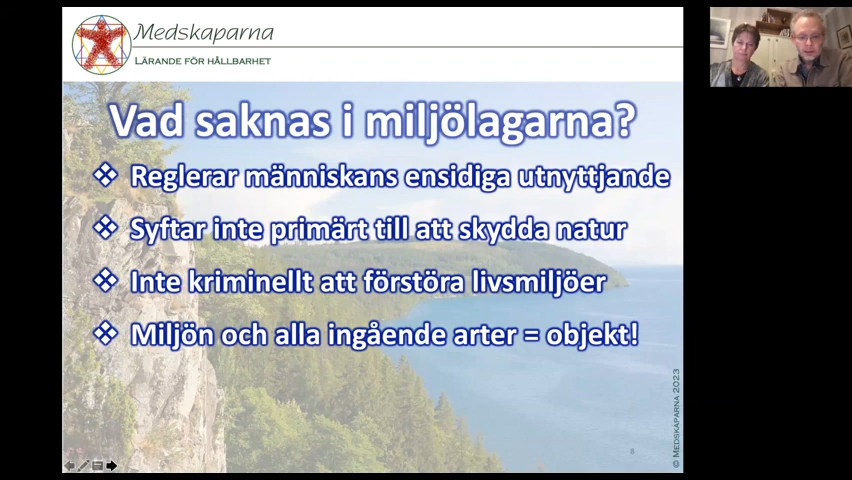 Medskaparna
Lärande för hållbarhet
Vad saknas i miljölagarna?
❖ Reglerar människans ensidiga utnyttjande
❖ Syftar inte primärt till att skydda natur
❖ Inte kriminellt att förstöra livsmiljöer
❖ Miljön och alla ingående arter = objekt!
8
© Medskaparna 2023